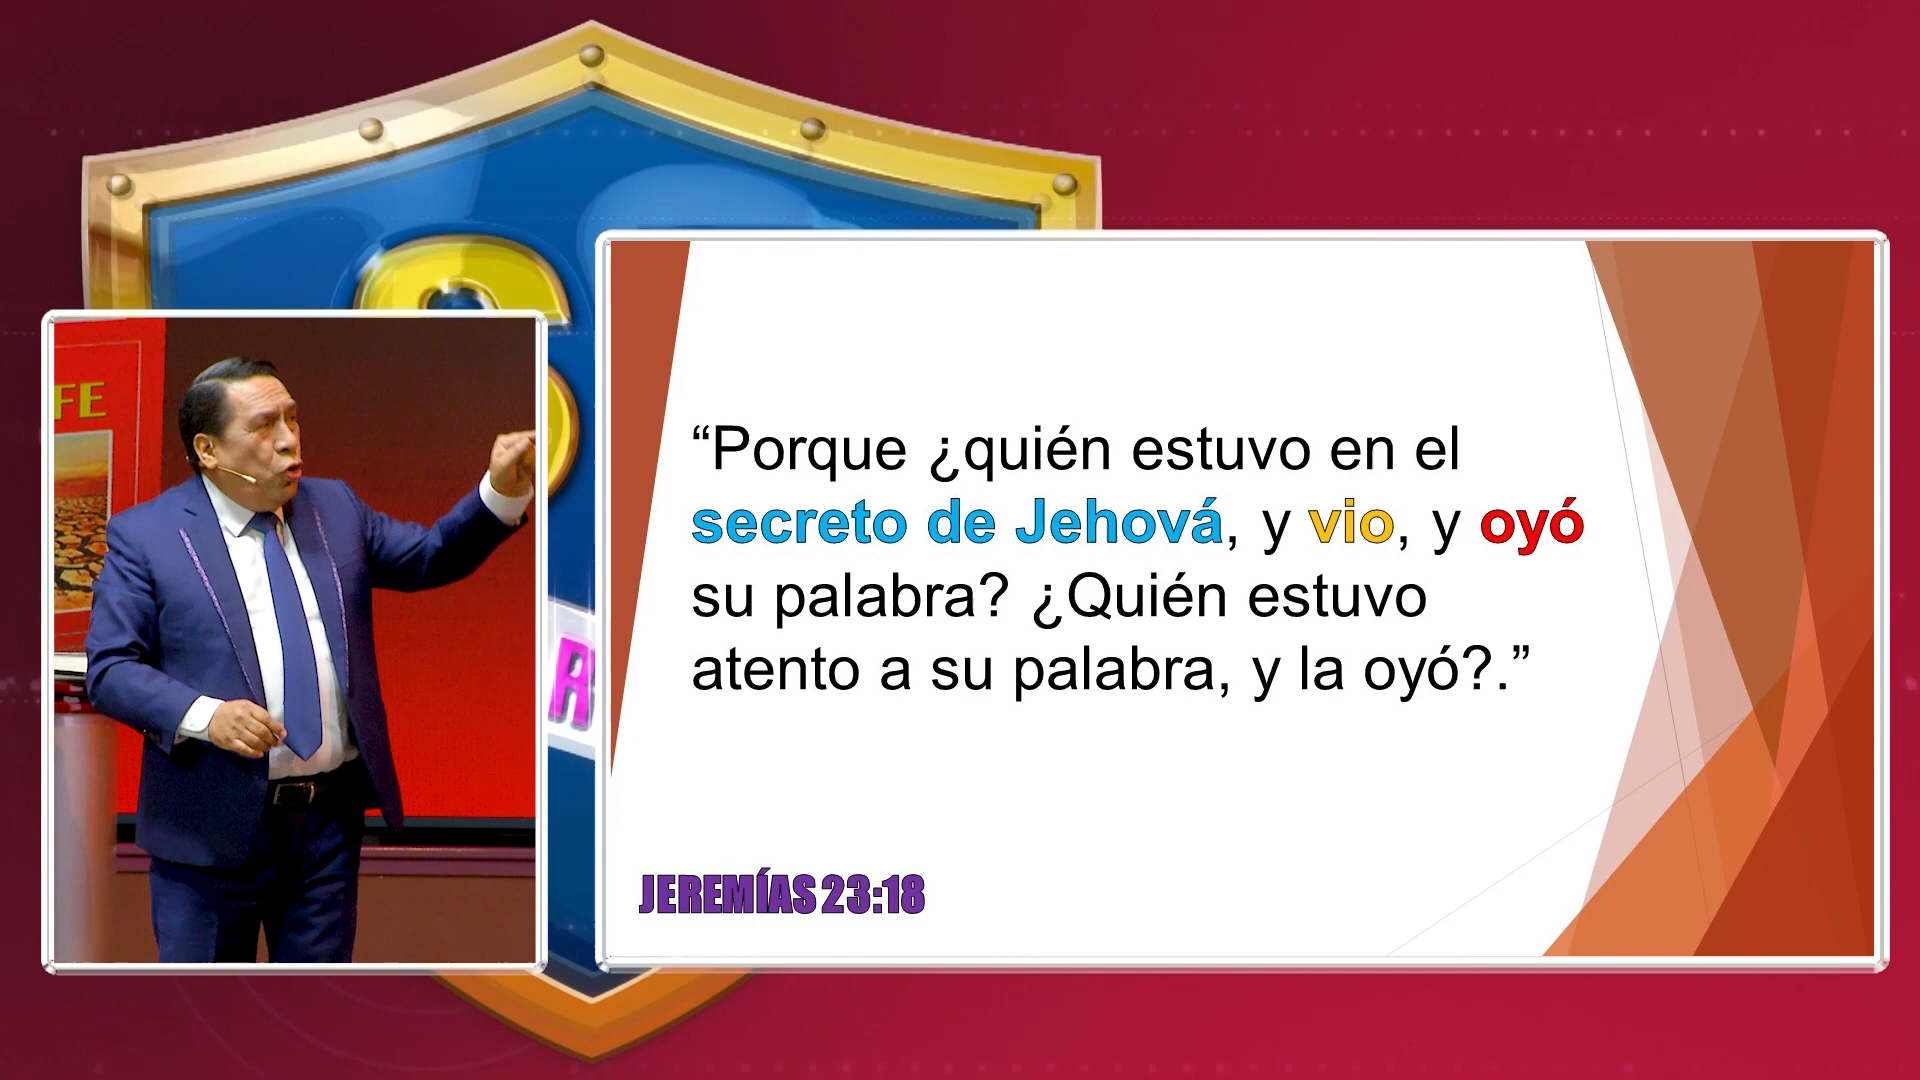 FE
“Porque ¿quién estuvo en el
secreto de Jehová, y vio, y oyó
su palabra? ¿Quién estuvo
atento a su palabra, y la oyó?.”
JEREMÍAS 23:18